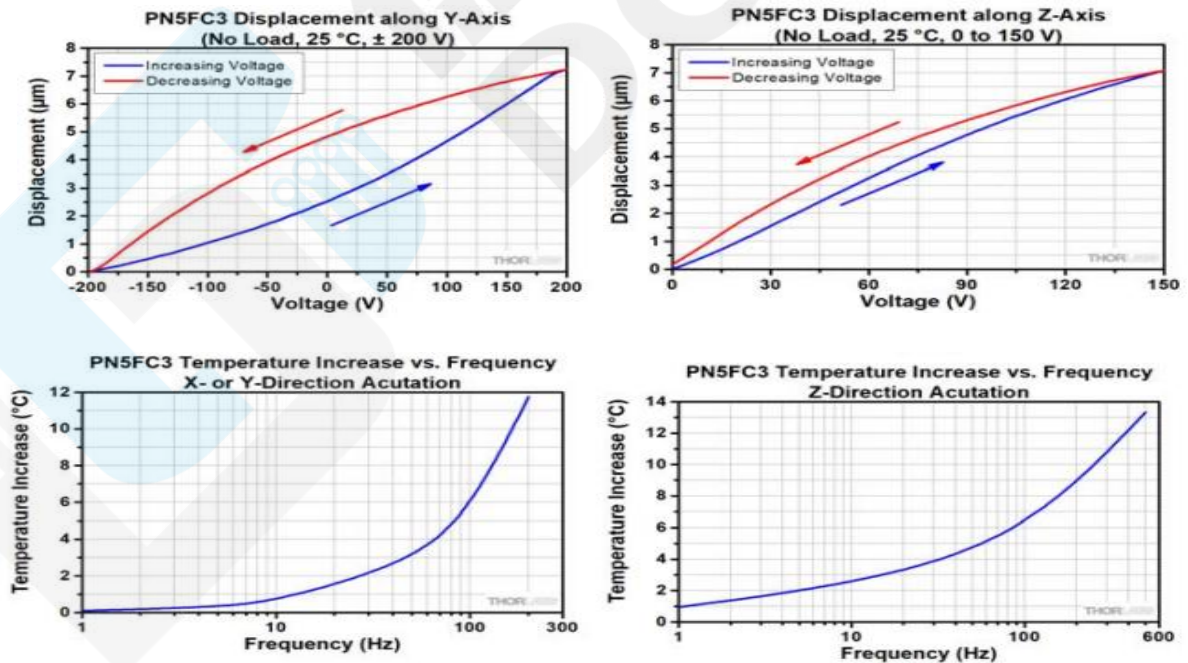 PN5FC3 Displacement along Y-Axis
(No Load, 25 °C, ± 200 V)
8
7
6
5
4
3
2
1
0
Displacement (μm)
Increasing Voltage
Decreasing Voltage
THORLABS
-200 -150 -100 -50 0 50 100 150 200
Voltage (V)
PN5FC3 Displacement along Z-Axis
(No Load, 25 °C, 0 to 150 V)
8
7
6
5
4
3
2
1
0
Displacement (μm)
Increasing Voltage
Decreasing Voltage
THORLABS
0 30 60 90 120 150
Voltage (V)
PN5FC3 Temperature Increase vs. Frequency
X- or Y-Direction Acutation
12
10
8
6
4
2
0
Temperature Increase (°C)
THORLABS
1 10 100 300
Frequency (Hz)
PN5FC3 Temperature Increase vs. Frequency
Z-Direction Acutation
14
12
10
8
6
4
2
0
Temperature Increase (°C)
THORLABS
1 10 100 600
Frequency (Hz)